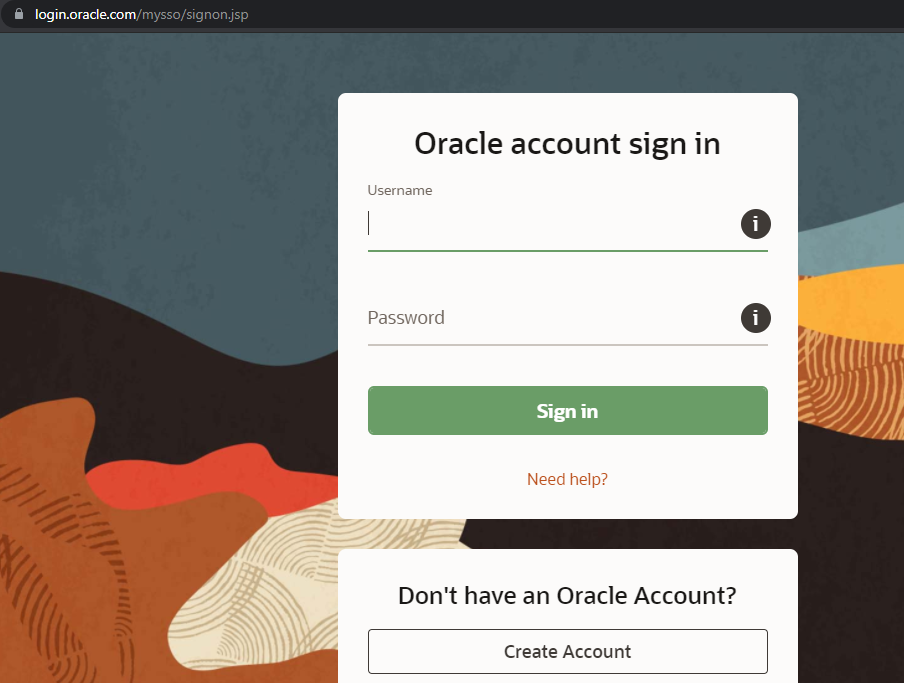 login.oracle.com/mysso/signon.jsp
Oracle account sign in
Username
Password
Sign in
Need help?
Don't have an Oracle Account?
Create Account